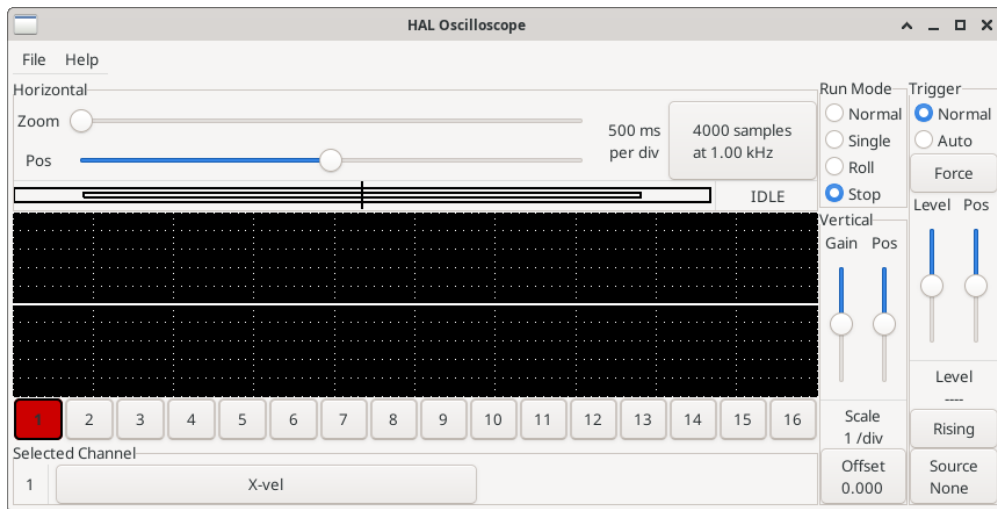 HAL Oscilloscope
File Help
Horizontal
Zoom
Pos
500 ms
per div
4000 samples
at 1.00 kHz
IDLE
Run Mode
Normal
Single
Roll
Stop
Trigger
Normal
Auto
Force
Level Pos
Vertical
Gain Pos
1 2 3 4 5 6 7 8 9 10 11 12 13 14 15 16
Scale
1 /div
Offset
0.000
Level
----
Rising
Source
None
Selected Channel
1 X-vel